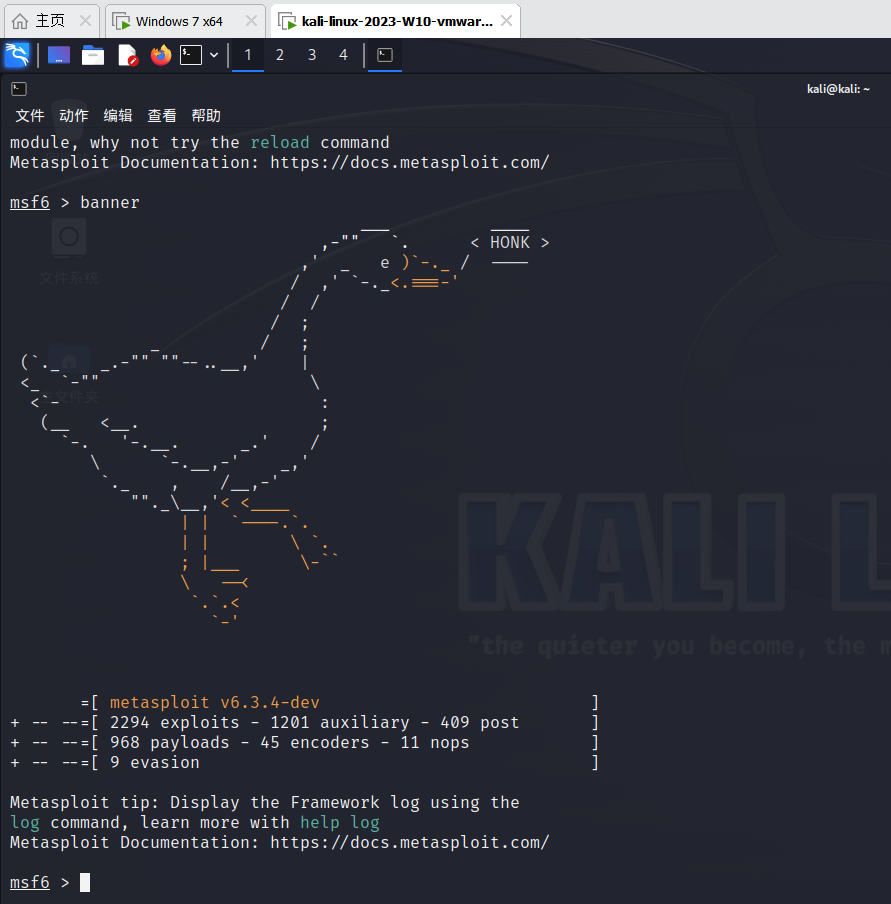 主页
Windows 7 x64
kali-linux-2023-W10-vmwar...
1 2 3 4
kali@kali: ~
文件 动作 编辑 查看 帮助
module, why not try the reload command
Metasploit Documentation: https://docs.metasploit.com/
msf6 > banner
< HONK >
文件系统
=[ metasploit v6.3.4-dev ]
+ -- --=[ 2294 exploits - 1201 auxiliary - 409 post ]
+ -- --=[ 968 payloads - 45 encoders - 11 nops ]
+ -- --=[ 9 evasion ]
Metasploit tip: Display the Framework log using the
log command, learn more with help log
Metasploit Documentation: https://docs.metasploit.com/
msf6 >
KALI L
"the quieter you become, the m